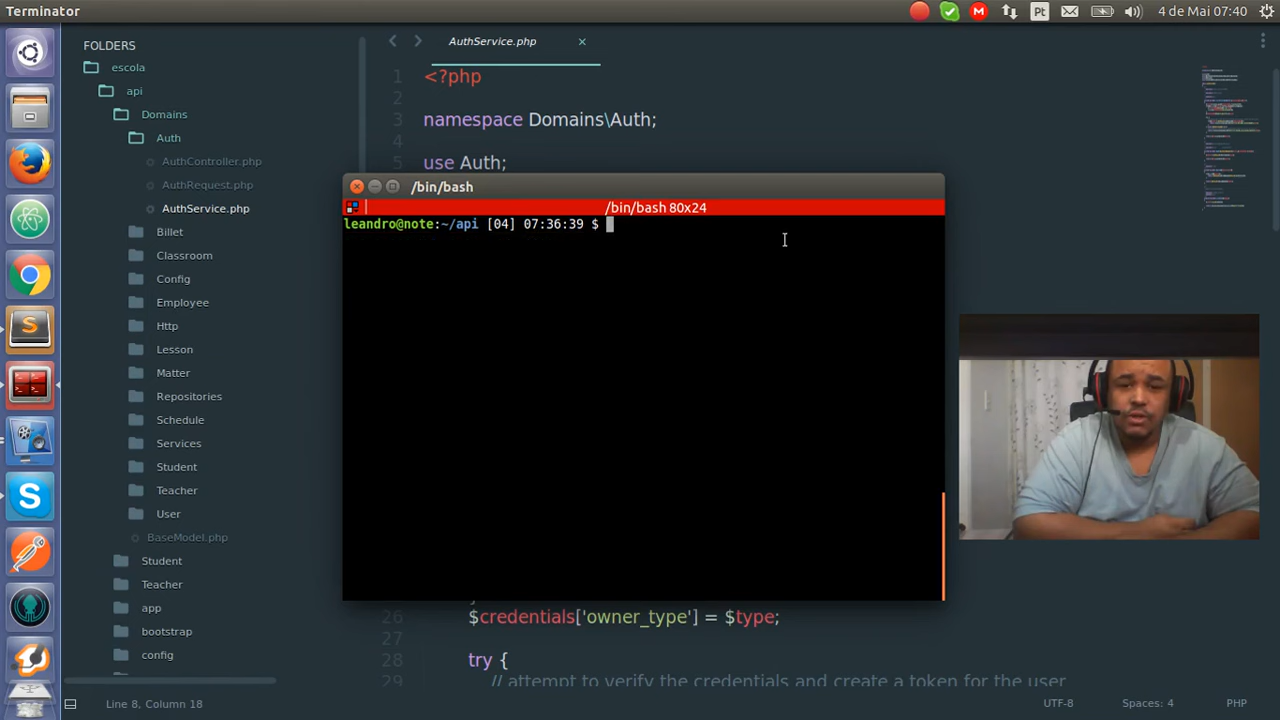 Terminator
Pt
4 de Mai 07:40
FOLDERS
escola
api
Domains
Auth
AuthController.php
AuthRequest.php
AuthService.php
Billet
Classroom
Config
Employee
Http
Lesson
Matter
Repositories
Schedule
Services
Student
Teacher
User
BaseModel.php
Student
Teacher
app
bootstrap
config
AuthService.php ×
1 <?php
2
3 namespace Domains\Auth;
4
5 use Auth;
/bin/bash
/bin/bash 80x24
leandro@note:~/api [04] 07:36:39 $
26 $credentials['owner_type'] = $type;
27
28 try {
29 // attempt to verify the credentials and create a token for the user
Line 8, Column 18
UTF-8
Spaces: 4
PHP